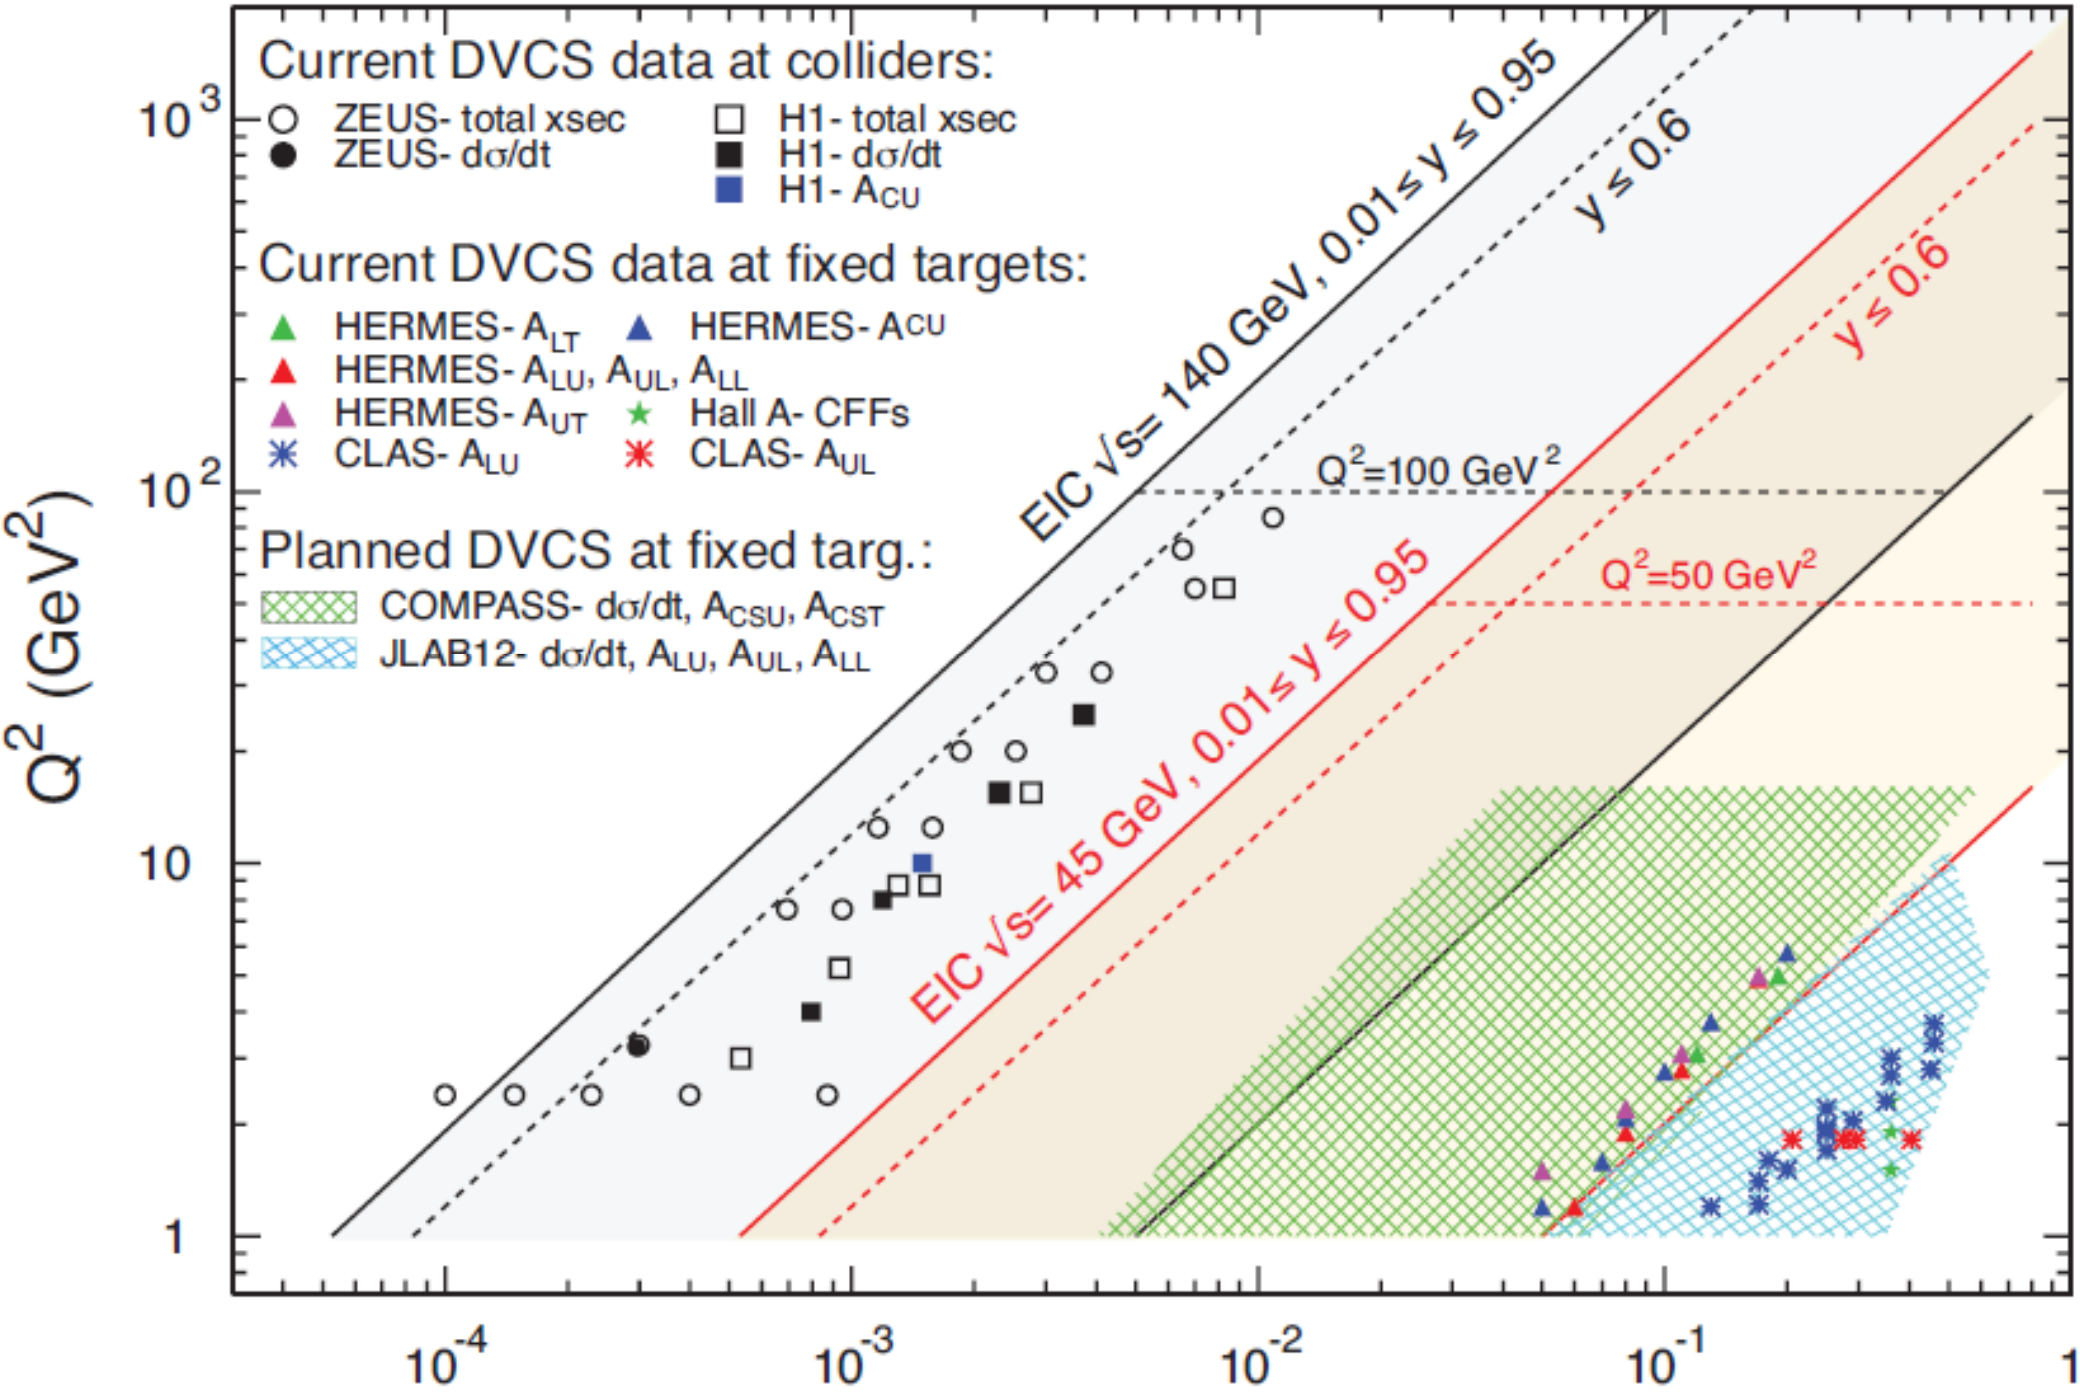 Current DVCS data at colliders:
ZEUS- total xsec H1- total xsec
ZEUS- dσ/dt H1- dσ/dt
H1- ACU
Current DVCS data at fixed targets:
HERMES- ALT HERMES- ACU
HERMES- ALU, AUL, ALL
HERMES- AUT Hall A- CFFs
CLAS- ALU CLAS- AUL
Planned DVCS at fixed targ.:
COMPASS- dσ/dt, ACSU, ACST
JLAB12- dσ/dt, ALU, AUL, ALL
EIC √s= 140 GeV, 0.01≤ y ≤ 0.95
y ≤ 0.6
y ≤ 0.6
Q²=100 GeV²
Q²=50 GeV²
EIC √s= 45 GeV, 0.01≤ y ≤ 0.95
Q² (GeV²)
10³
10²
10
1
10⁻⁴ 10⁻³ 10⁻² 10⁻¹ 1